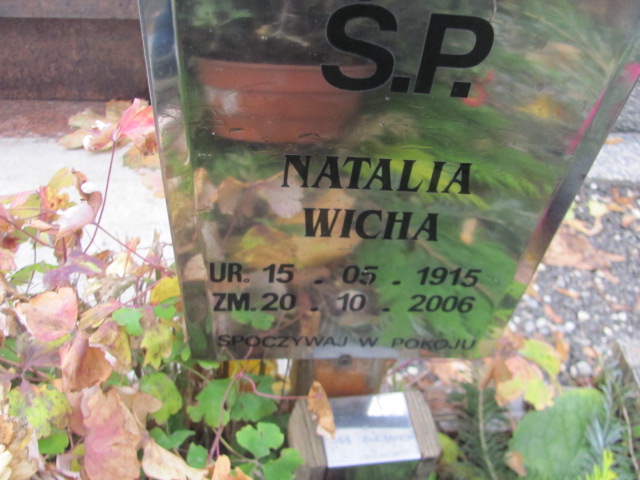 Ś.P.
NATALIA
WICHA
UR. 15 . 05 . 1915
ZM. 20 . 10 . 2006
SPOCZYWAJ W POKOJU